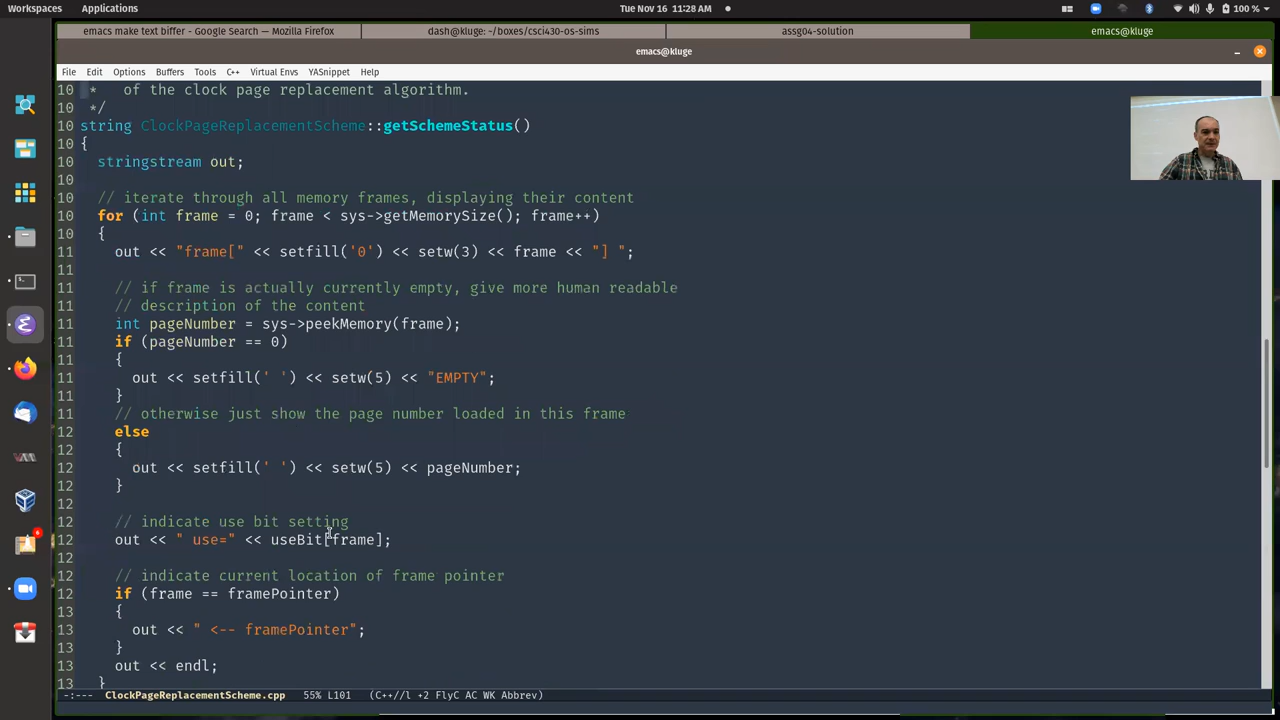 Workspaces Applications Tue Nov 16 11:28 AM 100 %
emacs make text biffer - Google Search — Mozilla Firefox dash@kluge: ~/boxes/csci430-os-sims assg04-solution emacs@kluge
emacs@kluge
File Edit Options Buffers Tools C++ Virtual Envs YASnippet Help
10 * of the clock page replacement algorithm.
10 */
10 string ClockPageReplacementScheme::getSchemeStatus()
10 {
10 stringstream out;
10
10 // iterate through all memory frames, displaying their content
10 for (int frame = 0; frame < sys->getMemorySize(); frame++)
10 {
11 out << "frame[" << setfill('0') << setw(3) << frame << "] ";
11
11 // if frame is actually currently empty, give more human readable
11 // description of the content
11 int pageNumber = sys->peekMemory(frame);
11 if (pageNumber == 0)
11 {
11 out << setfill(' ') << setw(5) << "EMPTY";
11 }
11 // otherwise just show the page number loaded in this frame
12 else
12 {
12 out << setfill(' ') << setw(5) << pageNumber;
12 }
12
12 // indicate use bit setting
12 out << " use=" << useBit[frame];
12
12 // indicate current location of frame pointer
12 if (frame == framePointer)
13 {
13 out << " <-- framePointer";
13 }
13 out << endl;
13 }
-:--- ClockPageReplacementScheme.cpp 55% L101 (C++//l +2 FlyC AC WK Abbrev)